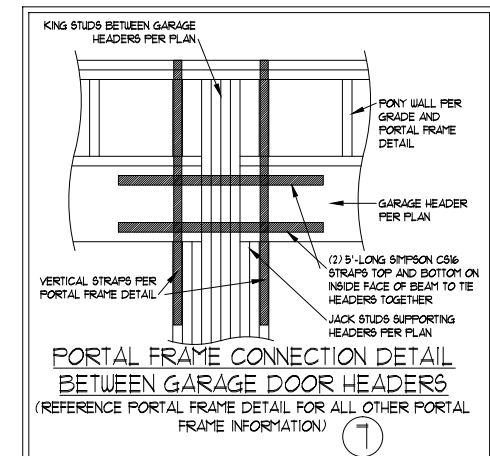 KING STUDS BETWEEN GARAGE
HEADERS PER PLAN
PONY WALL PER
GRADE AND
PORTAL FRAME
DETAIL
GARAGE HEADER
PER PLAN
(2) 5'-LONG SIMPSON CS16
STRAPS TOP AND BOTTOM ON
INSIDE FACE OF BEAM TO TIE
HEADERS TOGETHER
VERTICAL STRAPS PER
PORTAL FRAME DETAIL
JACK STUDS SUPPORTING
HEADERS PER PLAN
PORTAL FRAME CONNECTION DETAIL
BETWEEN GARAGE DOOR HEADERS
(REFERENCE PORTAL FRAME DETAIL FOR ALL OTHER PORTAL
FRAME INFORMATION)
7